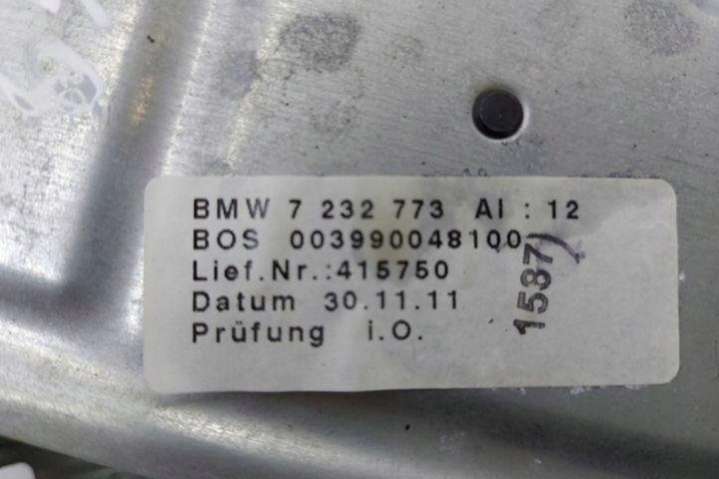 BMW 7 232 773 AI : 12
BOS 003990048100
Lief.Nr.:415750
Datum 30.11.11
Prüfung i.O.
1587)